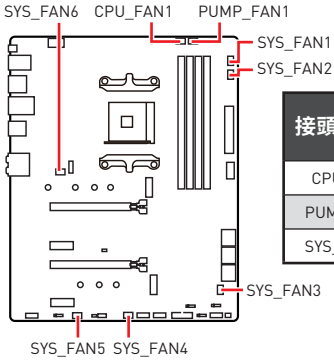 SYS_FAN6 CPU_FAN1 PUMP_FAN1
SYS_FAN1
SYS_FAN2
接頭
CPU
PUM
SYS_
SYS_FAN3
SYS_FAN5 SYS_FAN4